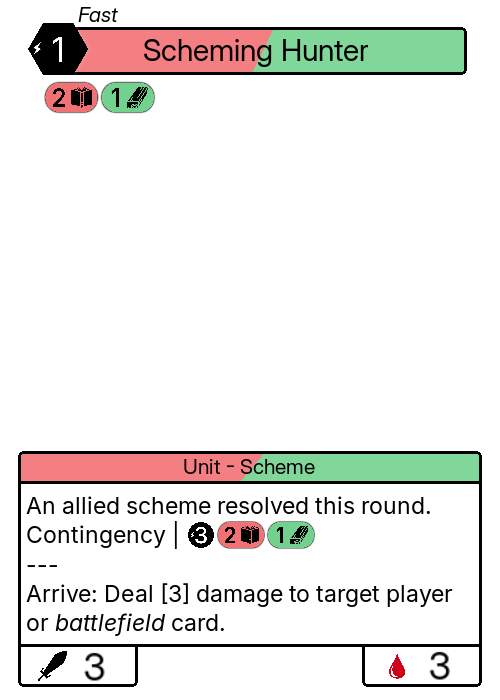 Fast
1 Scheming Hunter
2 1
Unit - Scheme
An allied scheme resolved this round.
Contingency | 3 2 1
---
Arrive: Deal [3] damage to target player
or battlefield card.
3 3